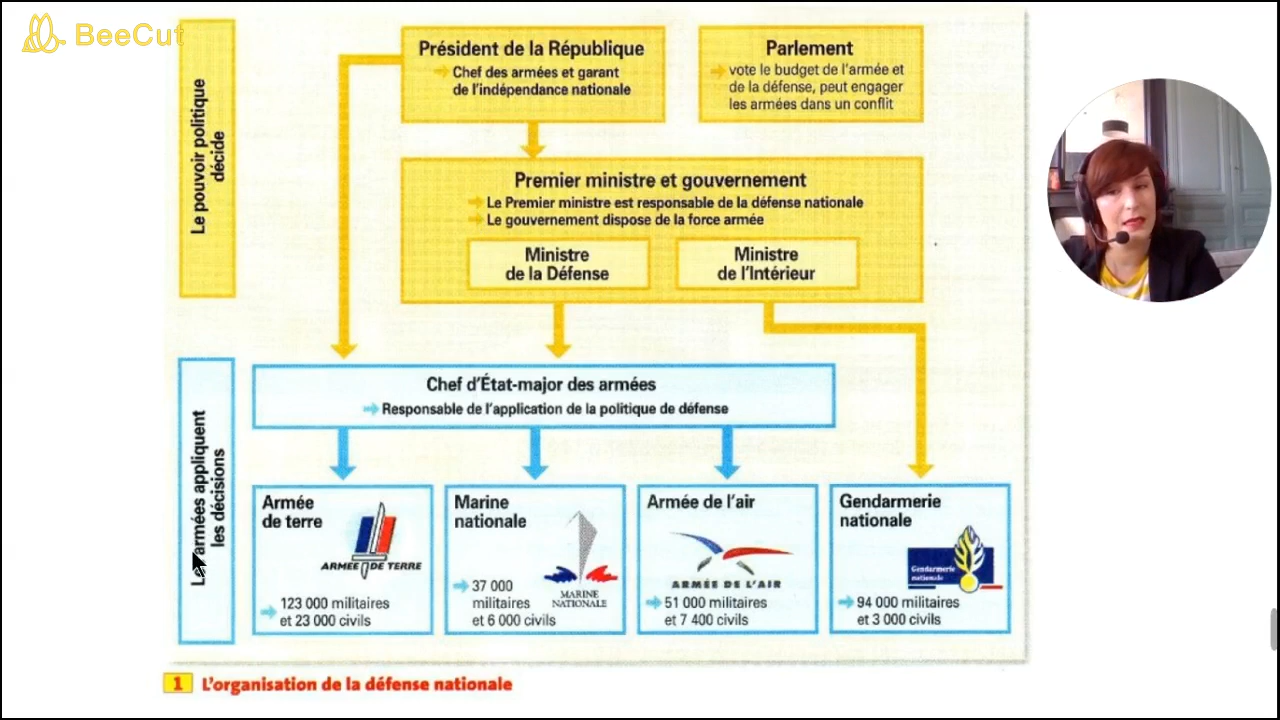 BeeCut
Le pouvoir politique
décide
Président de la République
Chef des armées et garant
de l'indépendance nationale
Parlement
vote le budget de l'armée et
de la défense, peut engager
les armées dans un conflit
Premier ministre et gouvernement
Le Premier ministre est responsable de la défense nationale
Le gouvernement dispose de la force armée
Ministre
de la Défense
Ministre
de l'Intérieur
armées appliquent
les décisions
Chef d'État-major des armées
Responsable de l'application de la politique de défense
Armée
de terre
ARMÉE DE TERRE
123 000 militaires
et 23 000 civils
Marine
nationale
MARINE
NATIONALE
37 000
militaires
et 6 000 civils
Armée de l'air
ARMÉE DE L'AIR
51 000 militaires
et 7 400 civils
Gendarmerie
nationale
Gendarmerie
nationale
94 000 militaires
et 3 000 civils
1 L'organisation de la défense nationale